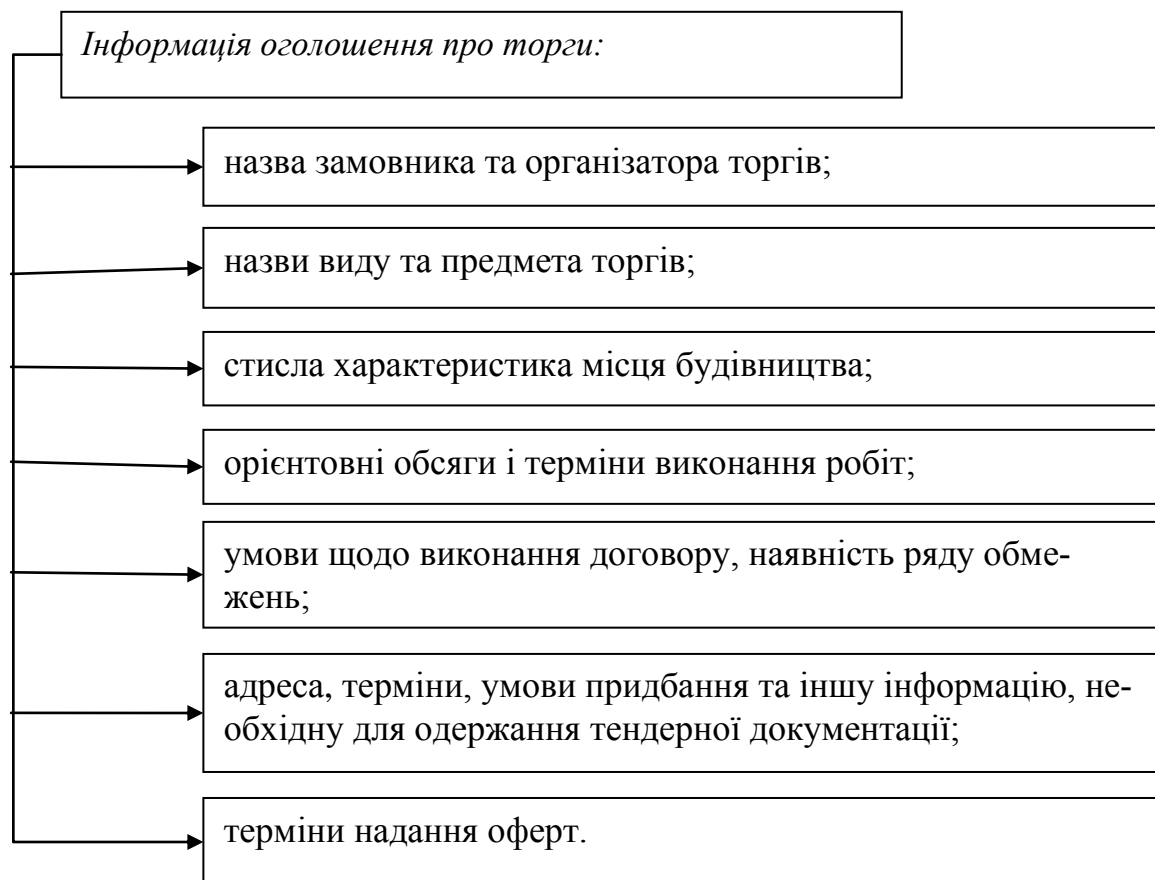 Інформація оголошення про торги:
назва замовника та організатора торгів;
назви виду та предмета торгів;
стисла характеристика місця будівництва;
орієнтовні обсяги і терміни виконання робіт;
умови щодо виконання договору, наявність ряду обме-
жень;
адреса, терміни, умови придбання та іншу інформацію, не-
обхідну для одержання тендерної документації;
терміни надання оферт.